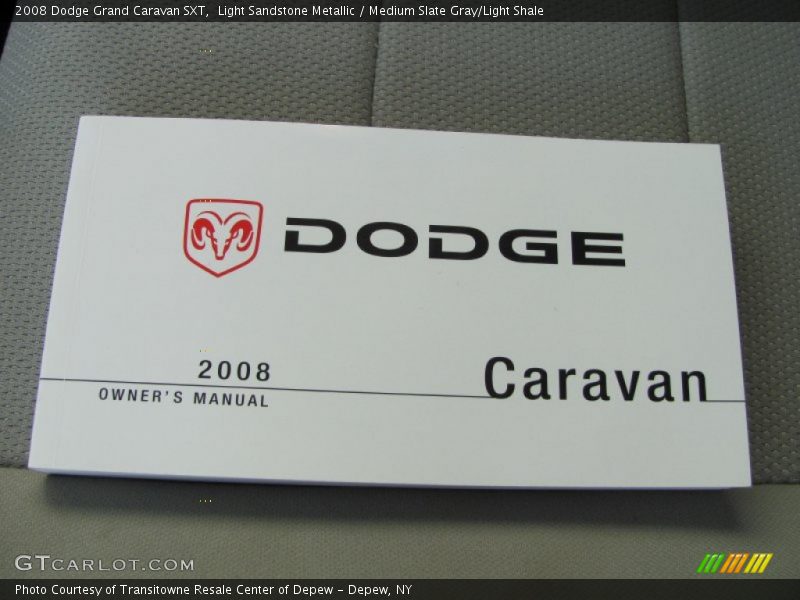 2008 Dodge Grand Caravan SXT,  Light Sandstone Metallic / Medium Slate Gray/Light Shale
DODGE
2008
OWNER'S MANUAL
Caravan
GTCARLOT.COM
Photo Courtesy of Transitowne Resale Center of Depew - Depew, NY